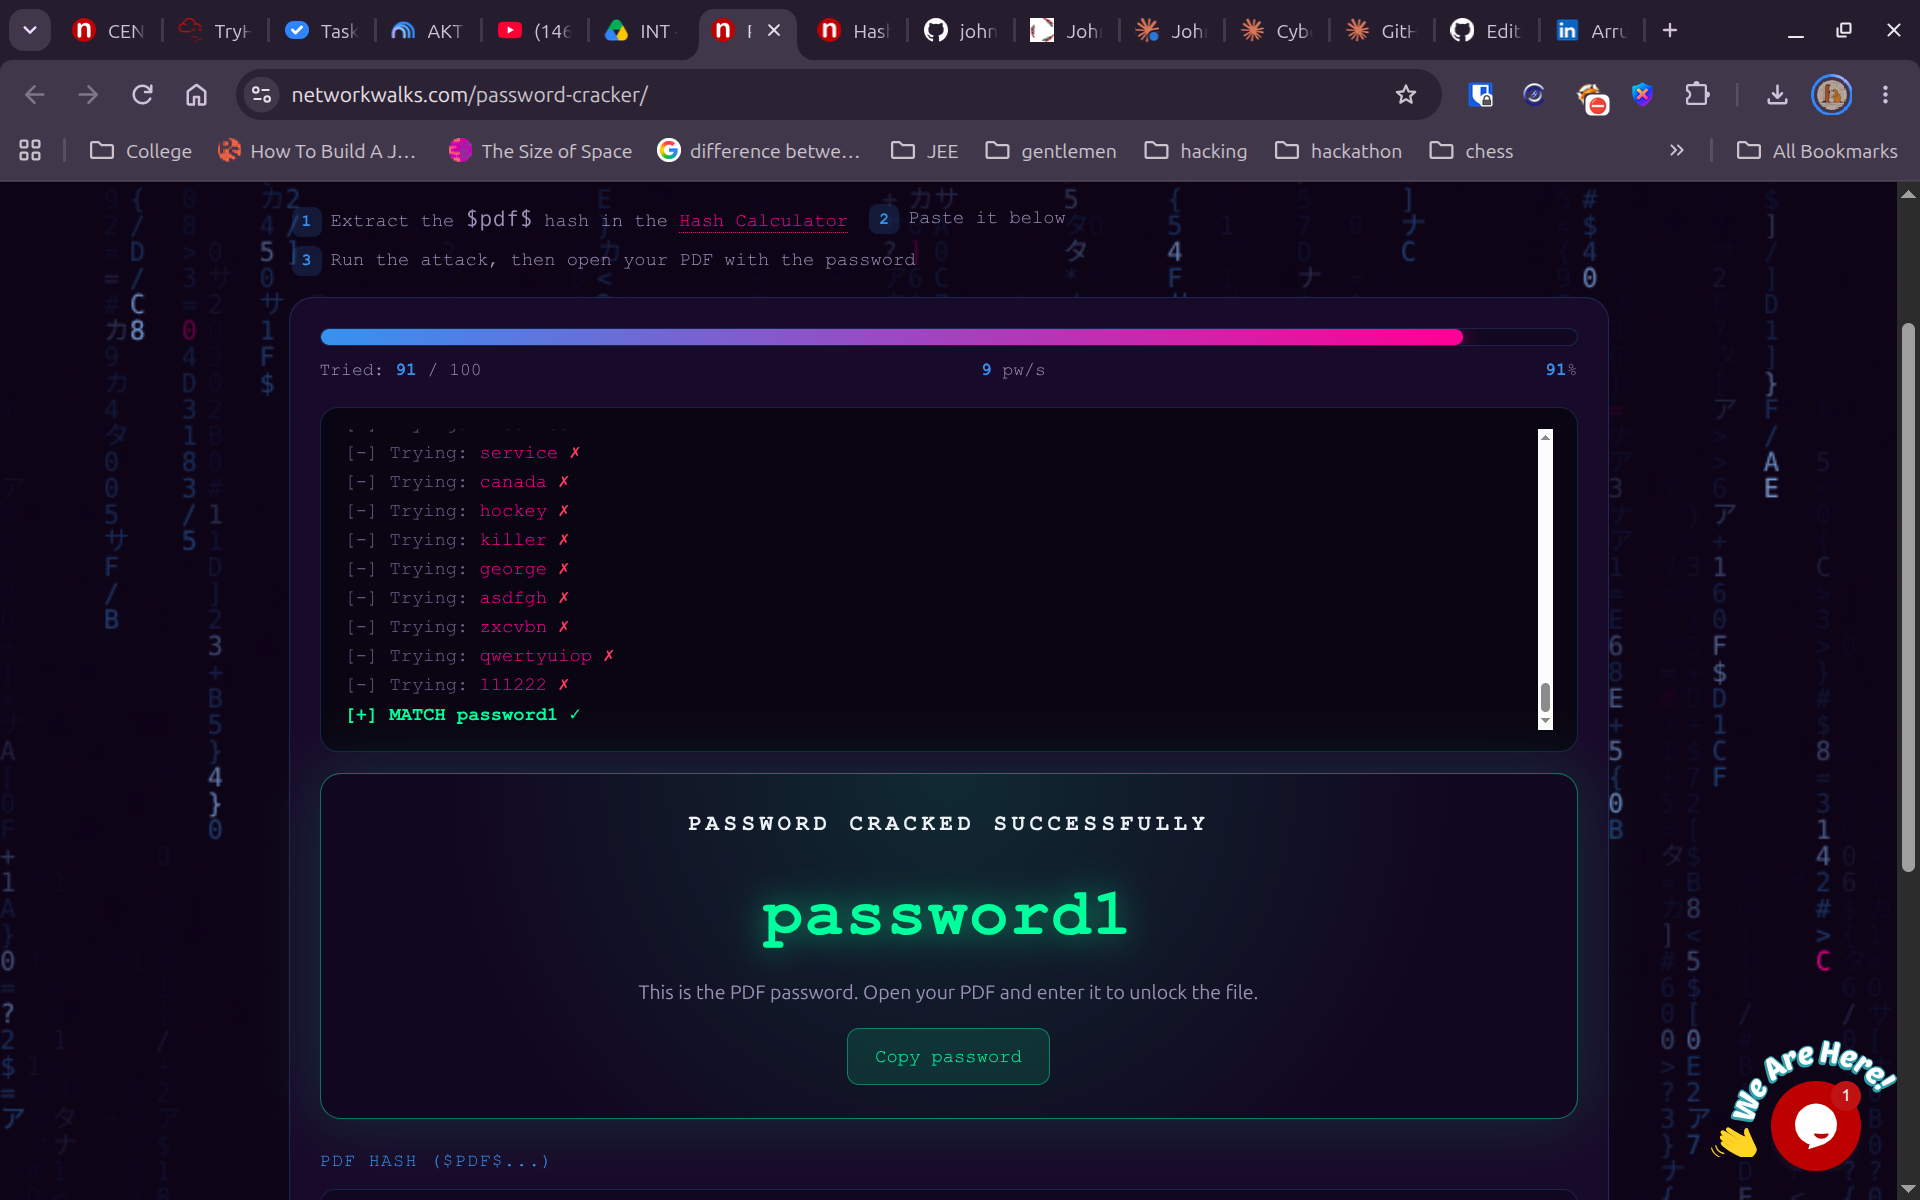 CEN
TryH
Task
AKT
(146
INT
Hash
john
Joh
Joh
Cyb
GitH
Edit
Arru
networkwalks.com/password-cracker/
College
How To Build A J...
The Size of Space
difference betwe...
JEE
gentlemen
hacking
hackathon
chess
All Bookmarks
1 Extract the $pdf$ hash in the Hash Calculator
2 Paste it below
3 Run the attack, then open your PDF with the password
Tried: 91 / 100
9 pw/s
91%
[-] Trying: service ✗
[-] Trying: canada ✗
[-] Trying: hockey ✗
[-] Trying: killer ✗
[-] Trying: george ✗
[-] Trying: asdfgh ✗
[-] Trying: zxcvbn ✗
[-] Trying: qwertyuiop ✗
[-] Trying: 111222 ✗
[+] MATCH password1 ✓
PASSWORD CRACKED SUCCESSFULLY
password1
This is the PDF password. Open your PDF and enter it to unlock the file.
Copy password
PDF HASH ($PDF$...)
We Are Here!
1